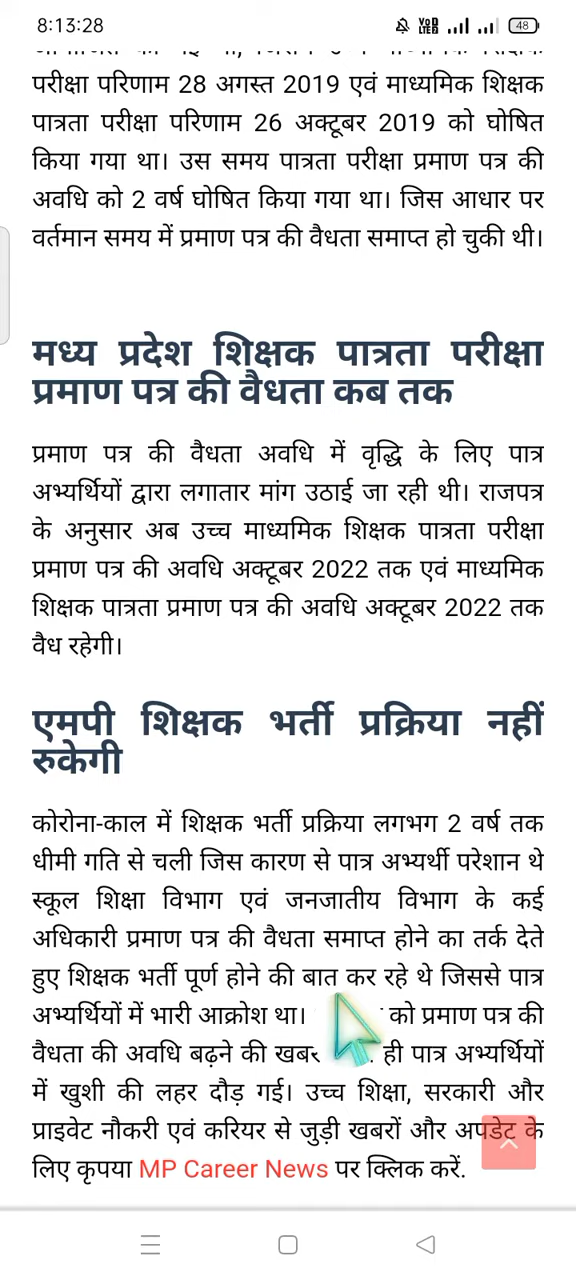 8:13:28
VoD LTED
48
परीक्षा परिणाम 28 अगस्त 2019 एवं माध्यमिक शिक्षक
पात्रता परीक्षा परिणाम 26 अक्टूबर 2019 को घोषित
किया गया था। उस समय पात्रता परीक्षा प्रमाण पत्र की
अवधि को 2 वर्ष घोषित किया गया था। जिस आधार पर
वर्तमान समय में प्रमाण पत्र की वैधता समाप्त हो चुकी थी।
मध्य प्रदेश शिक्षक पात्रता परीक्षा
प्रमाण पत्र की वैधता कब तक
प्रमाण पत्र की वैधता अवधि में वृद्धि के लिए पात्र
अभ्यर्थियों द्वारा लगातार मांग उठाई जा रही थी। राजपत्र
के अनुसार अब उच्च माध्यमिक शिक्षक पात्रता परीक्षा
प्रमाण पत्र की अवधि अक्टूबर 2022 तक एवं माध्यमिक
शिक्षक पात्रता प्रमाण पत्र की अवधि अक्टूबर 2022 तक
वैध रहेगी।
एमपी शिक्षक भर्ती प्रक्रिया नहीं
रुकेगी
कोरोना-काल में शिक्षक भर्ती प्रक्रिया लगभग 2 वर्ष तक
धीमी गति से चली जिस कारण से पात्र अभ्यर्थी परेशान थे
स्कूल शिक्षा विभाग एवं जनजातीय विभाग के कई
अधिकारी प्रमाण पत्र की वैधता समाप्त होने का तर्क देते
हुए शिक्षक भर्ती पूर्ण होने की बात कर रहे थे जिससे पात्र
अभ्यर्थियों में भारी आक्रोश था। को प्रमाण पत्र की
वैधता की अवधि बढ़ने की खबर ही पात्र अभ्यर्थियों
में खुशी की लहर दौड़ गई। उच्च शिक्षा, सरकारी और
प्राइवेट नौकरी एवं करियर से जुड़ी खबरों और अपडेट के
लिए कृपया MP Career News पर क्लिक करें.